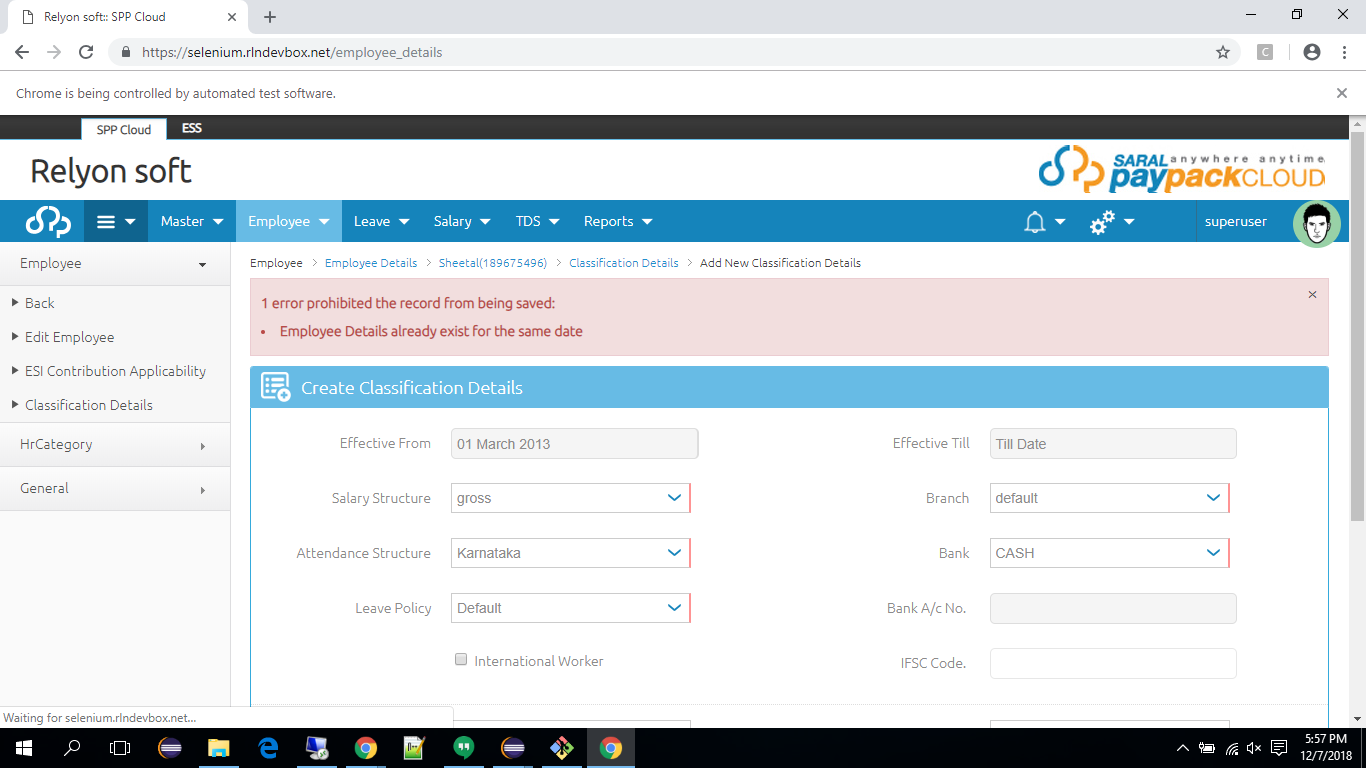 Relyon soft:: SPP Cloud
https://selenium.rlndevbox.net/employee_details
C
Chrome is being controlled by automated test software.
SPP Cloud ESS
Relyon soft
SARAL anywhere anytime
paypackCLOUD
Master Employee Leave Salary TDS Reports superuser
Employee
Employee > Employee Details > Sheetal(189675496) > Classification Details > Add New Classification Details
Back
Edit Employee
ESI Contribution Applicability
Classification Details
HrCategory
General
1 error prohibited the record from being saved:
• Employee Details already exist for the same date
Create Classification Details
Effective From 01 March 2013 Effective Till Till Date
Salary Structure gross Branch default
Attendance Structure Karnataka Bank CASH
Leave Policy Default Bank A/c No.
International Worker IFSC Code.
Waiting for selenium.rlndevbox.net...
5:57 PM
12/7/2018